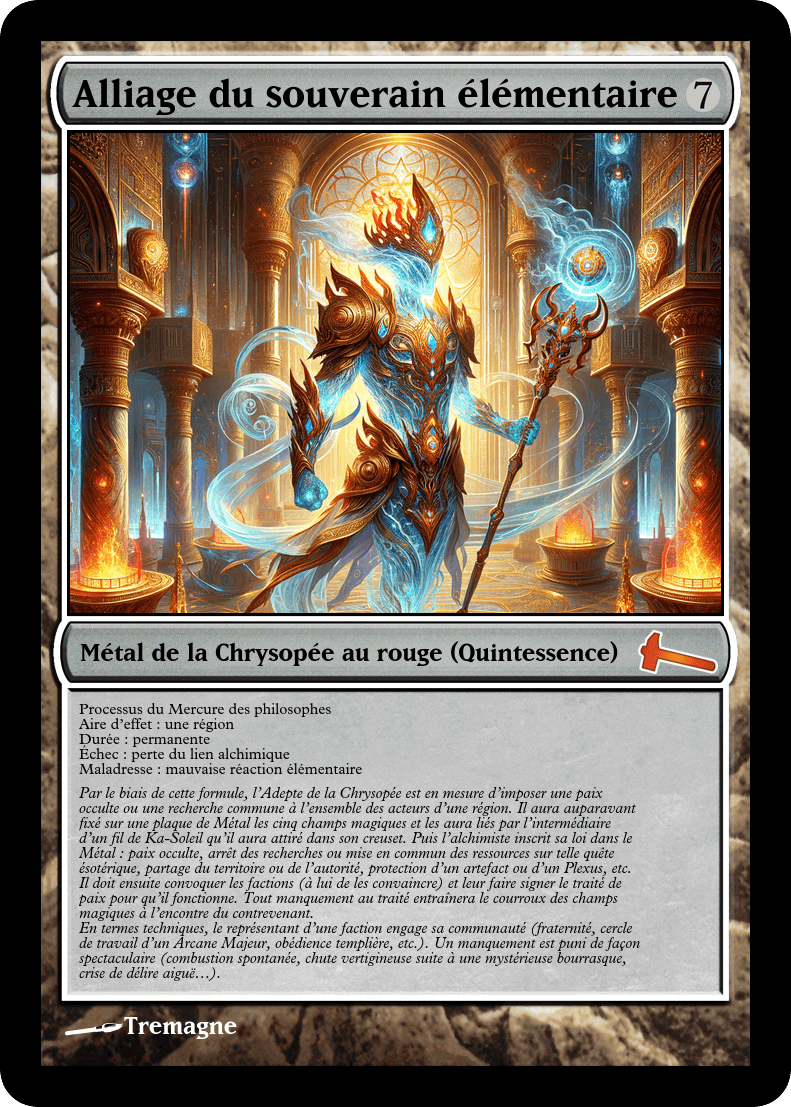 Alliage du souverain élémentaire 7
Métal de la Chrysopée au rouge (Quintessence)
Processus du Mercure des philosophes
Aire d'effet : une région
Durée : permanente
Échec : perte du lien alchimique
Maladresse : mauvaise réaction élémentaire
Par le biais de cette formule, l'Adepte de la Chrysopée est en mesure d'imposer une paix
occulte ou une recherche commune à l'ensemble des acteurs d'une région. Il aura auparavant
fixé sur une plaque de Métal les cinq champs magiques et les aura liés par l'intermédiaire
d'un fil de Ka-Soleil qu'il aura attiré dans son creuset. Puis l'alchimiste inscrit sa loi dans le
Métal : paix occulte, arrêt des recherches ou mise en commun des ressources sur telle quête
ésotérique, partage du territoire ou de l'autorité, protection d'un artefact ou d'un Plexus, etc.
Il doit ensuite convoquer les factions (à lui de les convaincre) et leur faire signer le traité de
paix pour qu'il fonctionne. Tout manquement au traité entraînera le courroux des champs
magiques à l'encontre du contrevenant.
En termes techniques, le représentant d'une faction engage sa communauté (fraternité, cercle
de travail d'un Arcane Majeur, obédience templière, etc.). Un manquement est puni de façon
spectaculaire (combustion spontanée, chute vertigineuse suite à une mystérieuse bourrasque,
crise de délire aiguë…).
Tremagne